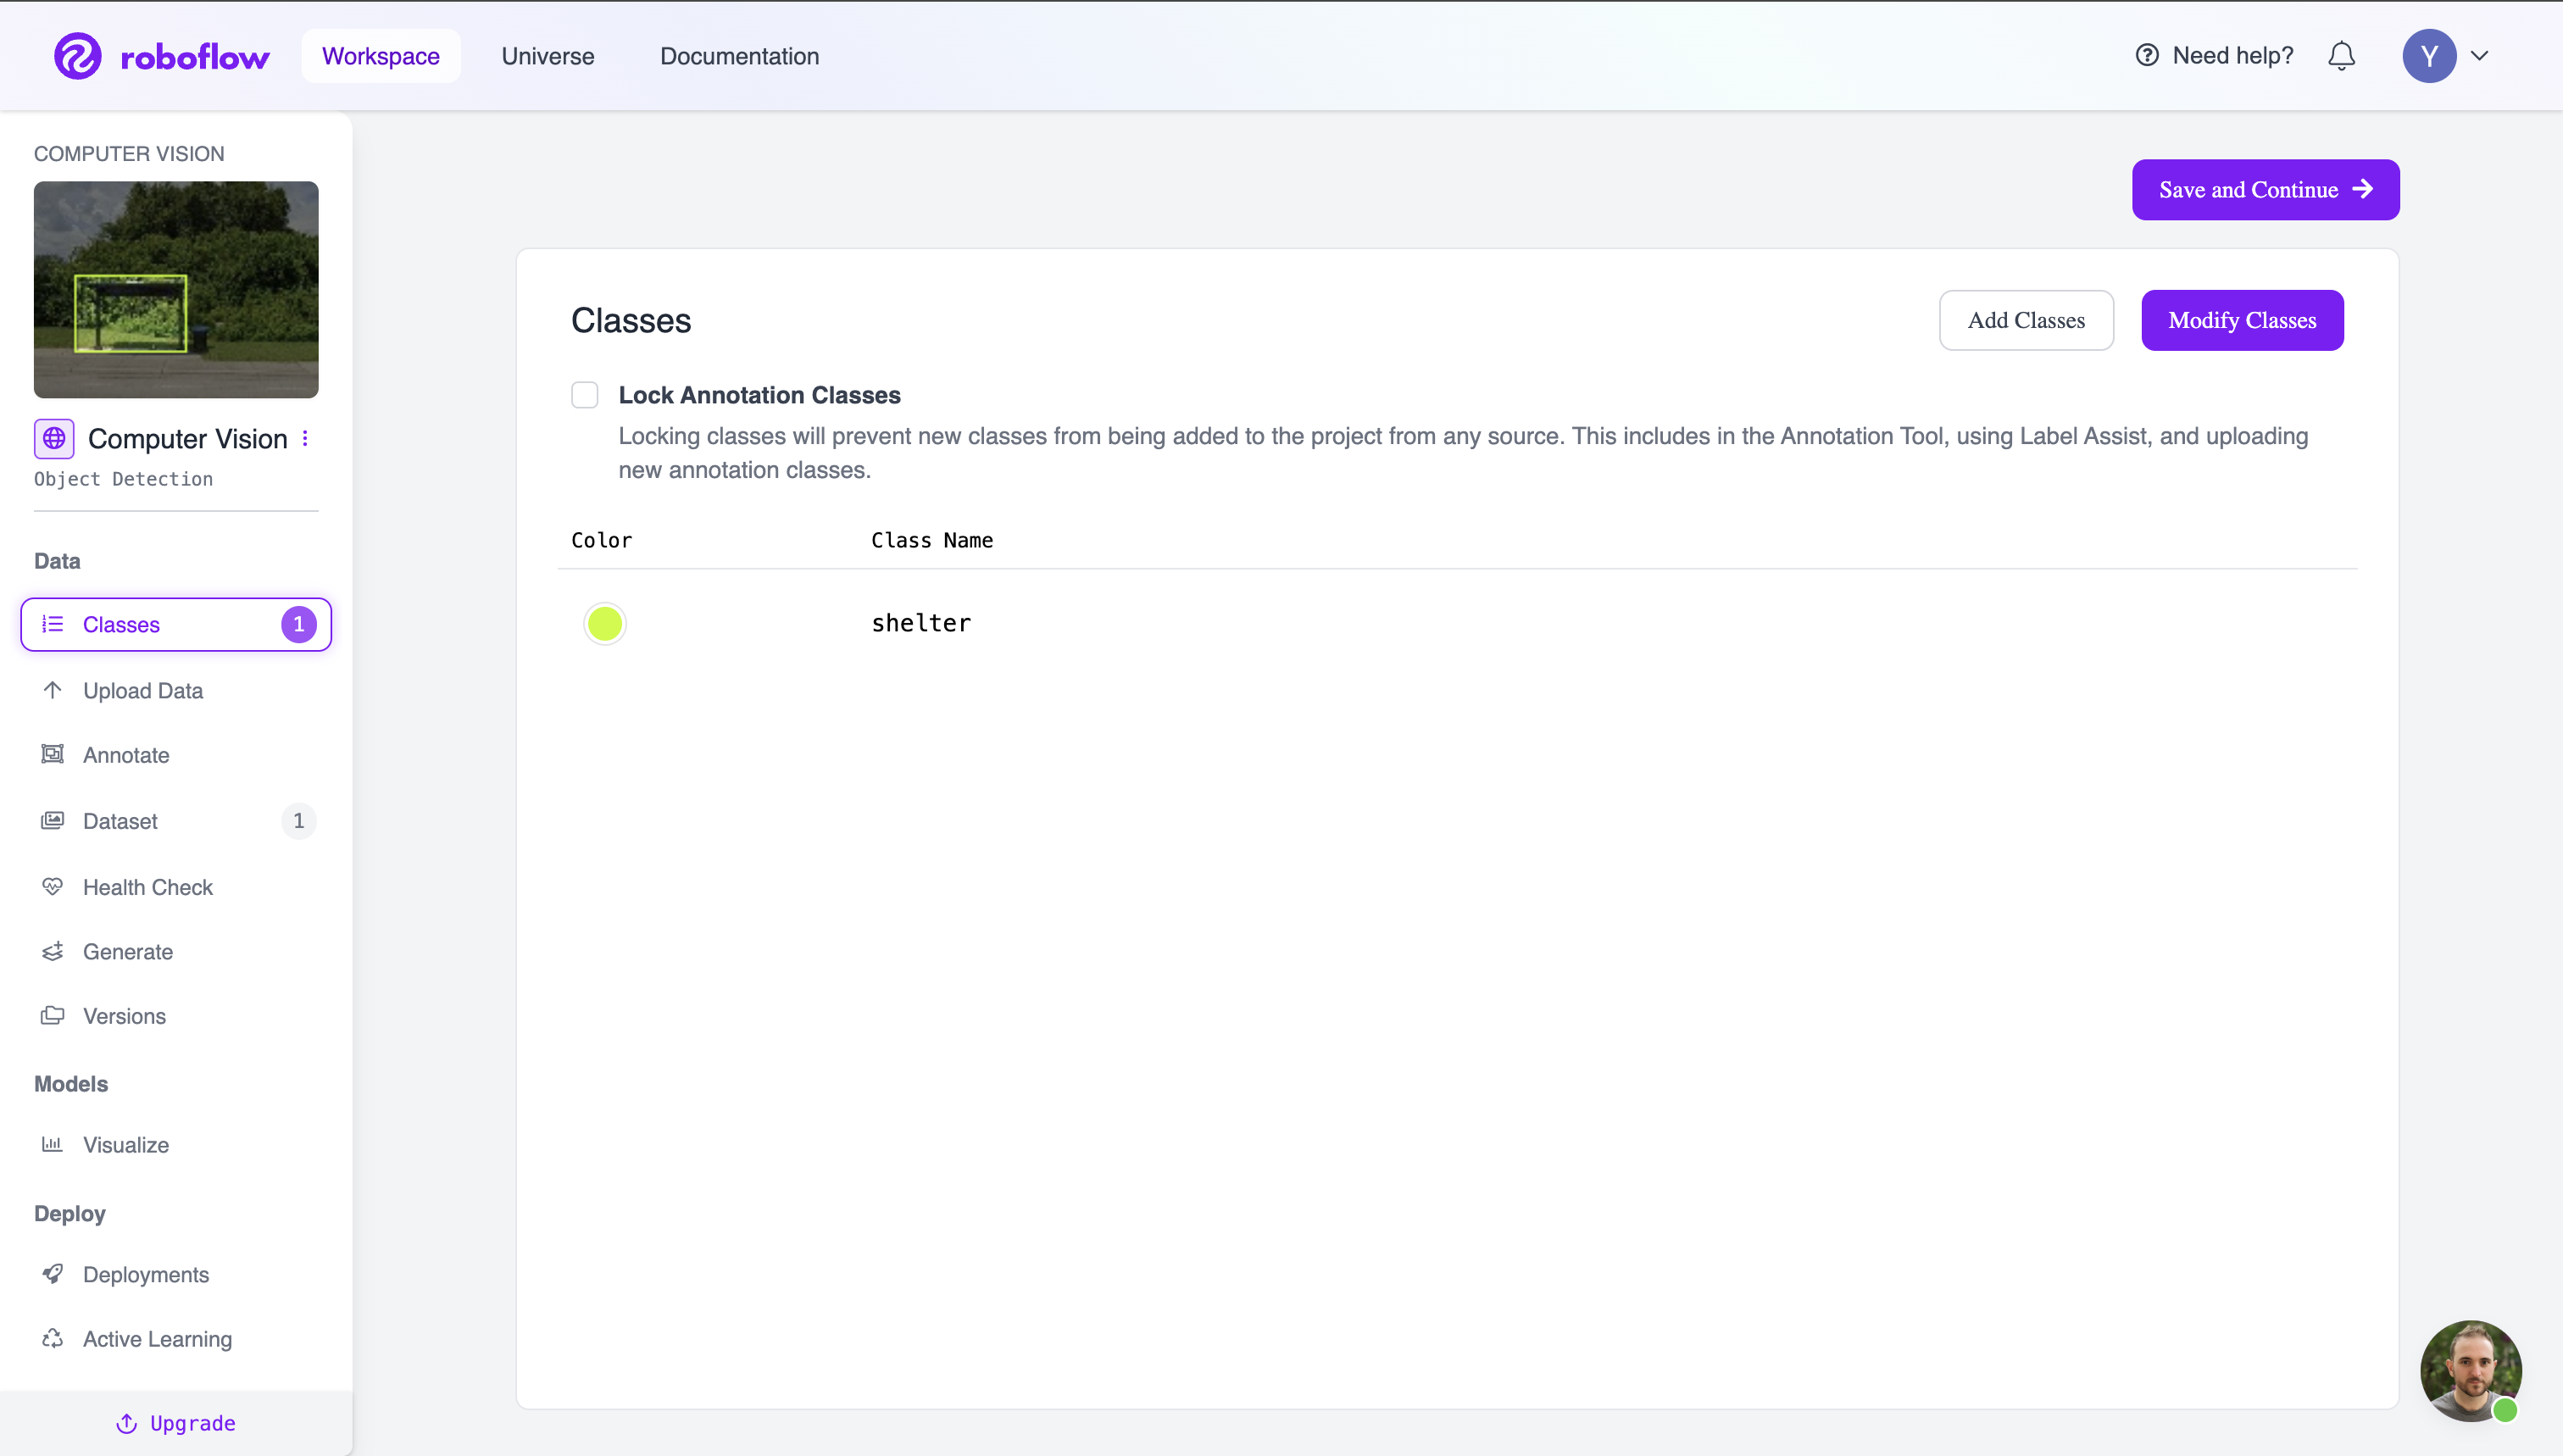 roboflow
Workspace
Universe
Documentation
Need help?
Y
COMPUTER VISION
Computer Vision
Object Detection
Data
Classes 1
Upload Data
Annotate
Dataset 1
Health Check
Generate
Versions
Models
Visualize
Deploy
Deployments
Active Learning
Upgrade
Save and Continue
Classes
Add Classes
Modify Classes
Lock Annotation Classes
Locking classes will prevent new classes from being added to the project from any source. This includes in the Annotation Tool, using Label Assist, and uploading
new annotation classes.
Color Class Name
shelter